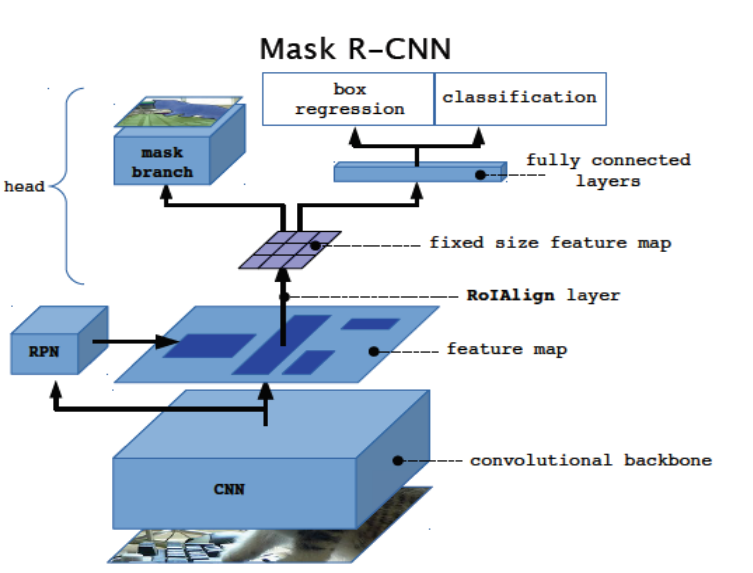 Mask R-CNN
box
regression
classification
mask
branch
fully connected
layers
head
fixed size feature map
RoIAlign layer
RPN
feature map
convolutional backbone
CNN